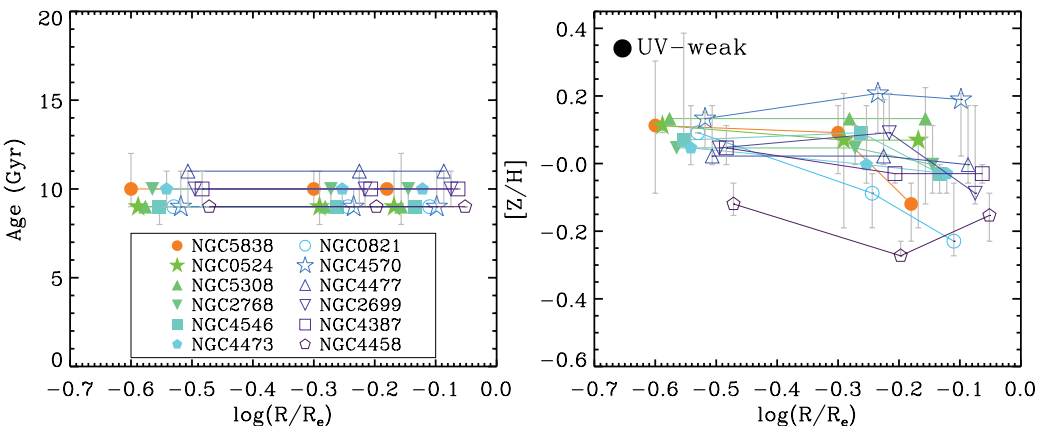 20
15
10
5
0
Age (Gyr)
NGC5838
NGC0524
NGC5308
NGC2768
NGC4546
NGC4473
NGC0821
NGC4570
NGC4477
NGC2699
NGC4387
NGC4458
−0.7 −0.6 −0.5 −0.4 −0.3 −0.2 −0.1 0.0
log(R/Re)
UV−weak
0.4
0.2
−0.0
−0.2
−0.4
−0.6
[Z/H]
−0.7 −0.6 −0.5 −0.4 −0.3 −0.2 −0.1 0.0
log(R/Re)